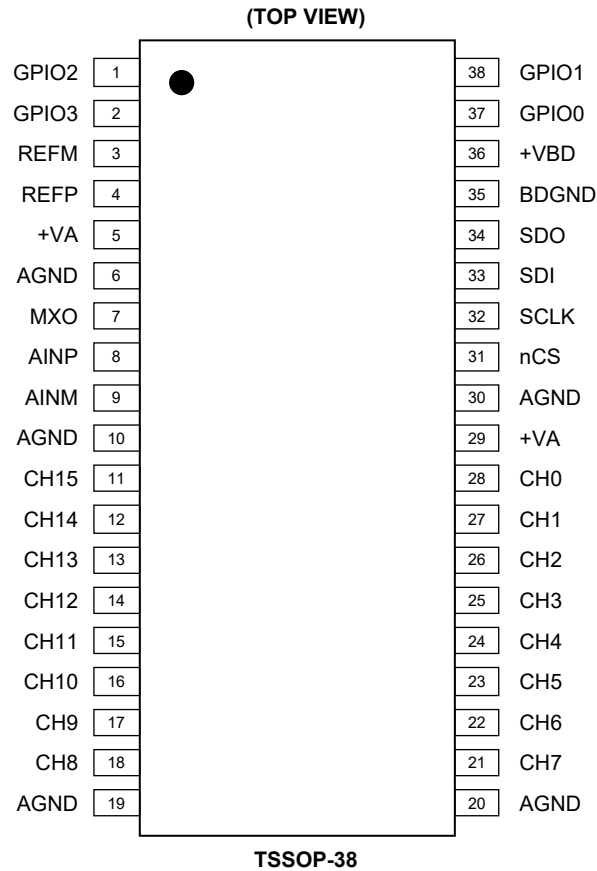 (TOP VIEW)
GPIO2 1 38 GPIO1
GPIO3 2 37 GPIO0
REFM 3 36 +VBD
REFP 4 35 BDGND
+VA 5 34 SDO
AGND 6 33 SDI
MXO 7 32 SCLK
AINP 8 31 nCS
AINM 9 30 AGND
AGND 10 29 +VA
CH15 11 28 CH0
CH14 12 27 CH1
CH13 13 26 CH2
CH12 14 25 CH3
CH11 15 24 CH4
CH10 16 23 CH5
CH9 17 22 CH6
CH8 18 21 CH7
AGND 19 20 AGND
TSSOP-38